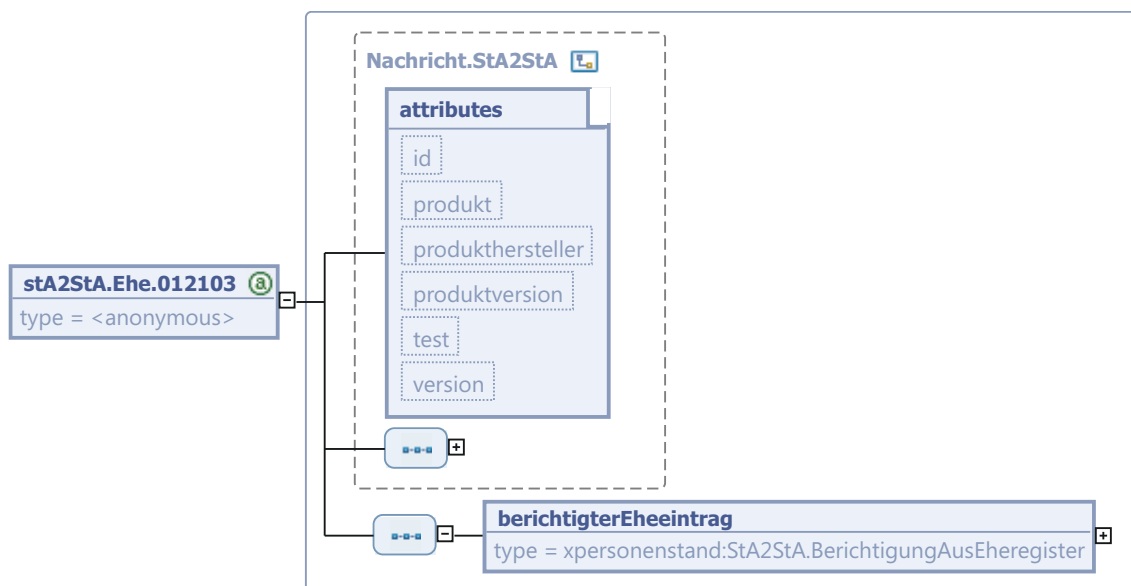 Nachricht.StA2StA
attributes
id
produkt
produkthersteller
produktversion
test
version
stA2StA.Ehe.012103 @
type = <anonymous>
berichtigterEheeintrag
type = xpersonenstand:StA2StA.BerichtigungAusEheregister